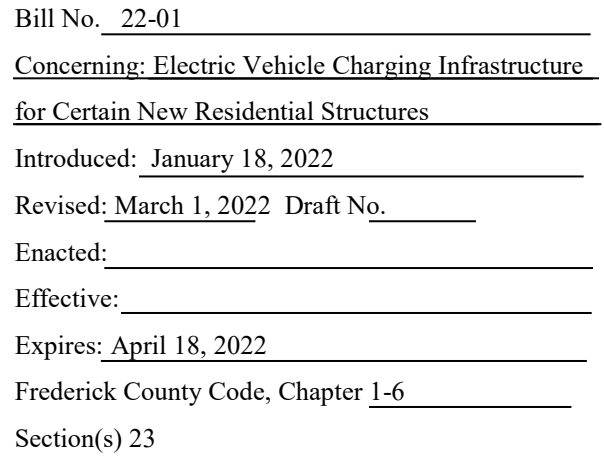 Bill No. 22-01
Concerning: Electric Vehicle Charging Infrastructure
for Certain New Residential Structures
Introduced: January 18, 2022
Revised: March 1, 2022 Draft No.
Enacted:
Effective:
Expires: April 18, 2022
Frederick County Code, Chapter 1-6
Section(s) 23